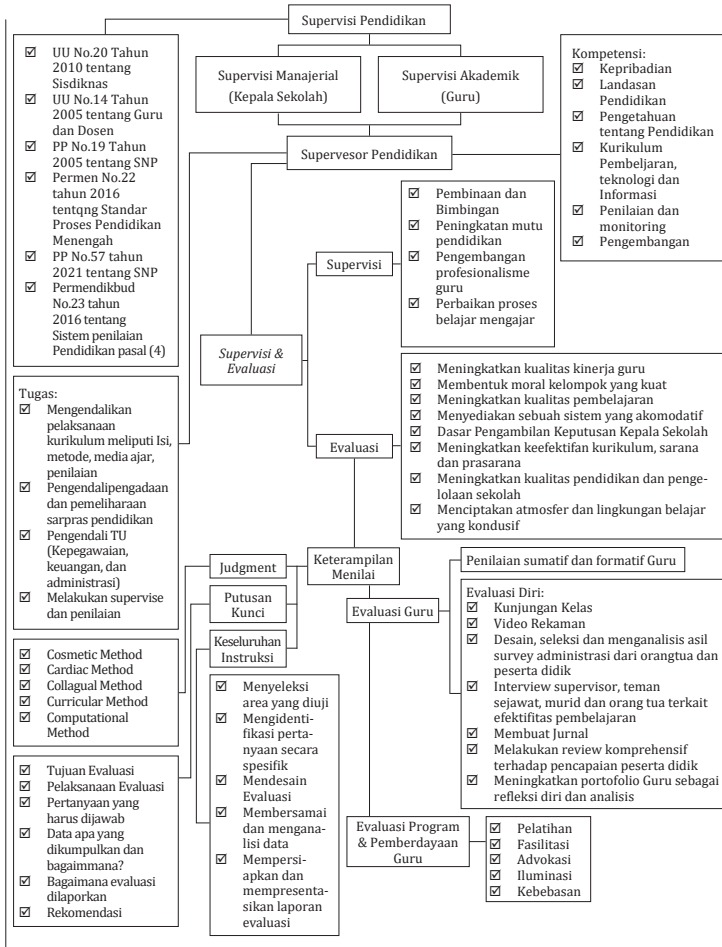 Supervisi Pendidikan
Supervisi Manajerial
(Kepala Sekolah)
Supervisi Akademik
(Guru)
Supervesor Pendidikan
☑ UU No.20 Tahun
2010 tentang
Sisdiknas
☑ UU No.14 Tahun
2005 tentang Guru
dan Dosen
☑ PP No.19 Tahun
2005 tentang SNP
☑ Permen No.22
tahun 2016
tentqng Standar
Proses Pendidikan
Menengah
☑ PP No.57 tahun
2021 tentang SNP
☑ Permendikbud
No.23 tahun
2016 tentang
Sistem penilaian
Pendidikan pasal (4)
Kompetensi:
☑ Kepribadian
☑ Landasan
Pendidikan
☑ Pengetahuan
tentang Pendidikan
☑ Kurikulum
Pembeljaran,
teknologi dan
Informasi
☑ Penilaian dan
monitoring
☑ Pengembangan
Supervisi
☑ Pembinaan dan
Bimbingan
☑ Peningkatan mutu
pendidikan
☑ Pengembangan
profesionalisme
guru
☑ Perbaikan proses
belajar mengajar
Supervisi &
Evaluasi
Tugas:
☑ Mengendalikan
pelaksanaan
kurikulum meliputi Isi,
metode, media ajar,
penilaian
☑ Pengendalipengadaan
dan pemeliharaan
sarpras pendidikan
☑ Pengendali TU
(Kepegawaian,
keuangan, dan
administrasi)
☑ Melakukan supervise
dan penilaian
Evaluasi
☑ Meningkatkan kualitas kinerja guru
☑ Membentuk moral kelompok yang kuat
☑ Meningkatkan kualitas pembelajaran
☑ Menyediakan sebuah sistem yang akomodatif
☑ Dasar Pengambilan Keputusan Kepala Sekolah
☑ Meningkatkan keefektifan kurikulum, sarana
dan prasarana
☑ Meningkatkan kualitas pendidikan dan penge-
lolaan sekolah
☑ Menciptakan atmosfer dan lingkungan belajar
yang kondusif
Keterampilan
Menilai
Judgment
Putusan
Kunci
Keseluruhan
Instruksi
☑ Cosmetic Method
☑ Cardiac Method
☑ Collagual Method
☑ Curricular Method
☑ Computational
Method
☑ Tujuan Evaluasi
☑ Pelaksanaan Evaluasi
☑ Pertanyaan yang
harus dijawab
☑ Data apa yang
dikumpulkan dan
bagaimmana?
☑ Bagaimana evaluasi
dilaporkan
☑ Rekomendasi
☑ Menyeleksi
area yang diuji
☑ Mengidenti-
fikasi perta-
nyaan secara
spesifik
☑ Mendesain
Evaluasi
☑ Membersamai
dan mengana-
lisi data
☑ Mempersi-
apkan dan
mempresenta-
sikan laporan
evaluasi
Evaluasi Guru
Penilaian sumatif dan formatif Guru
Evaluasi Diri:
☑ Kunjungan Kelas
☑ Video Rekaman
☑ Desain, seleksi dan menganalisis asil
survey administrasi dari orangtua dan
peserta didik
☑ Interview supervisor, teman
sejawat, murid dan orang tua terkait
efektifitas pembelajaran
☑ Membuat Jurnal
☑ Melakukan review komprehensif
terhadap pencapaian peserta didik
☑ Meningkatkan portofolio Guru sebagai
refleksi diri dan analisis
Evaluasi Program
& Pemberdayaan
Guru
☑ Pelatihan
☑ Fasilitasi
☑ Advokasi
☑ Iluminasi
☑ Kebebasan